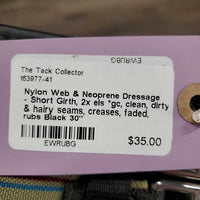 EWRUBG
The Tack Collector
163977-41
Nylon Web & Neoprene Dressage
- Short Girth, 2x els *gc, clean, dirty
& hairy seams, creases, faded,
rubs Black 30"
$35.00
EWRUBG